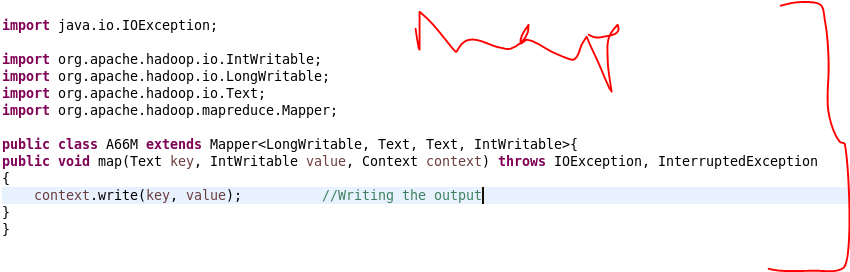 import java.io.IOException;
import org.apache.hadoop.io.IntWritable;
import org.apache.hadoop.io.LongWritable;
import org.apache.hadoop.io.Text;
import org.apache.hadoop.mapreduce.Mapper;
public class A66M extends Mapper<LongWritable, Text, Text, IntWritable>{
public void map(Text key, IntWritable value, Context context) throws IOException, InterruptedException
{
context.write(key, value); //Writing the output
}
}